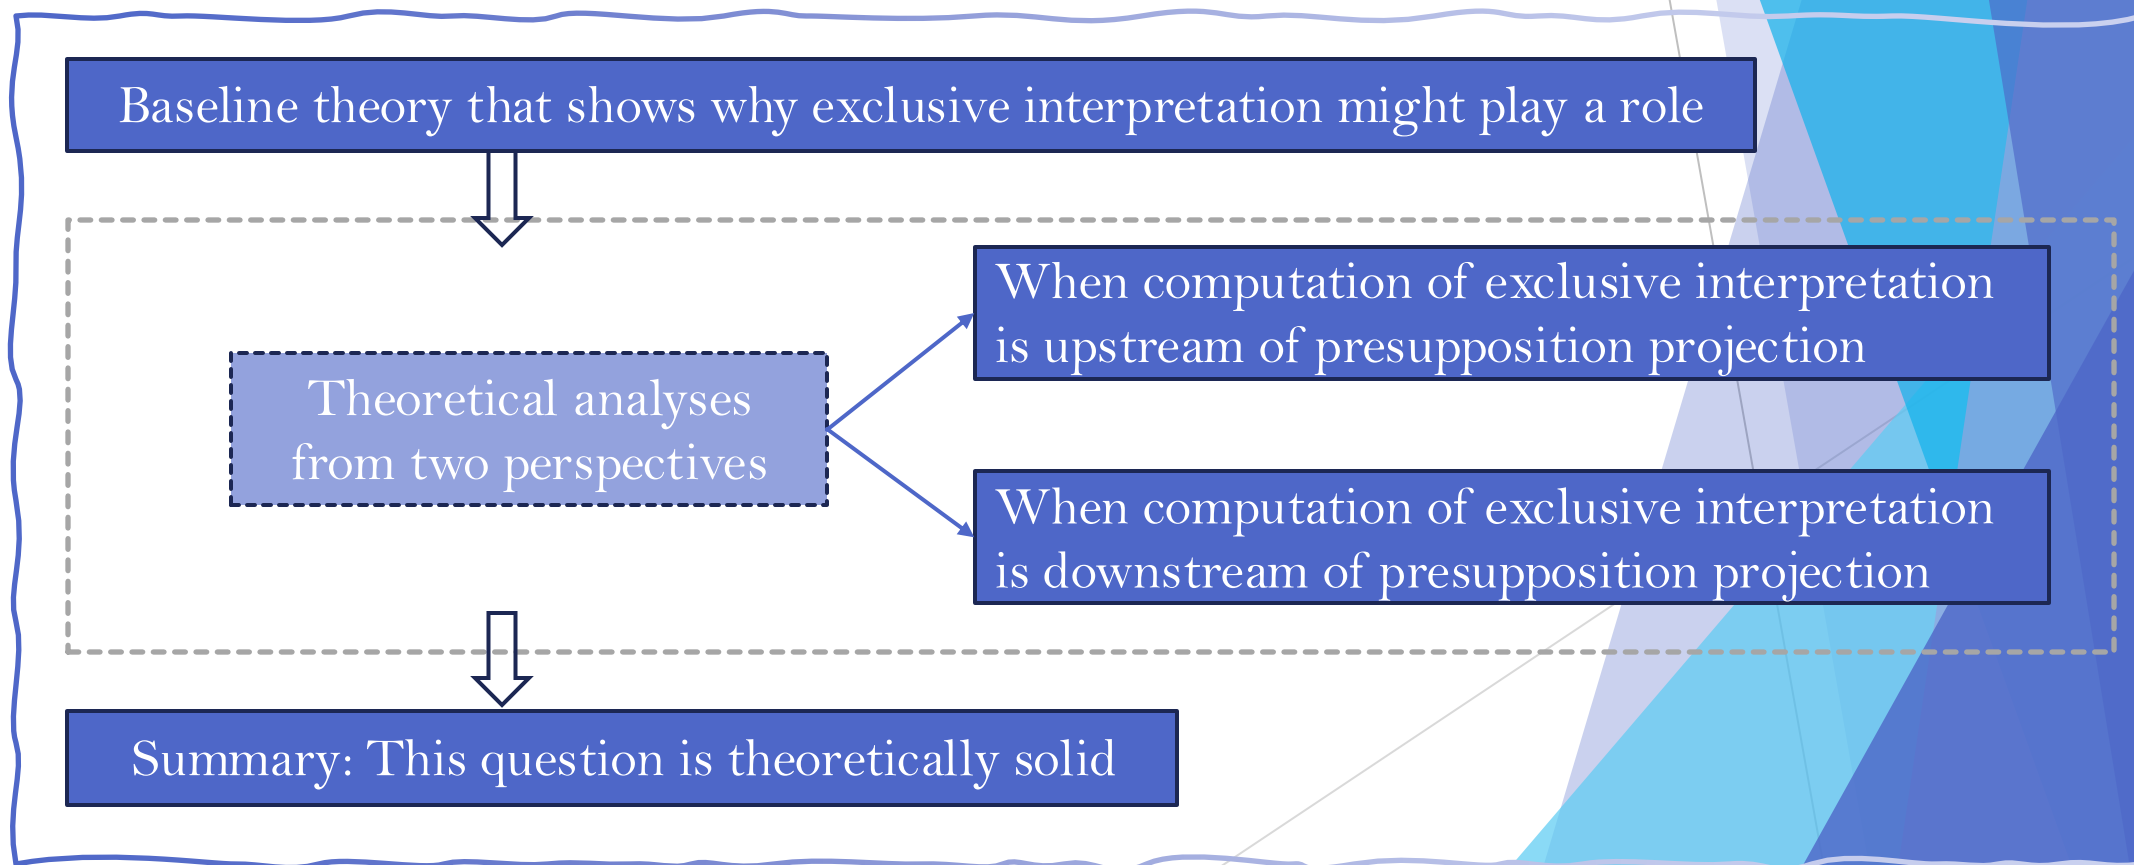 Baseline theory that shows why exclusive interpretation might play a role
When computation of exclusive interpretation
is upstream of presupposition projection
Theoretical analyses
from two perspectives
When computation of exclusive interpretation
is downstream of presupposition projection
Summary: This question is theoretically solid